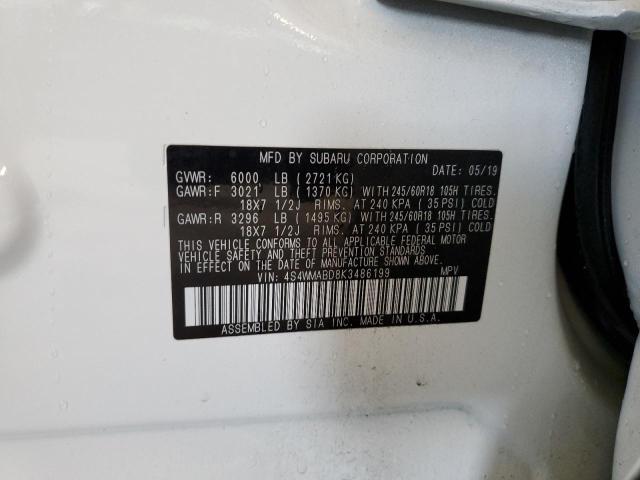 MFD BY SUBARU CORPORATION
GVWR: 6000 LB (2721 KG) DATE: 05/19
GAWR:F 3021 LB (1370 KG) WITH 245/60R18 105H TIRES.
18X7 1/2J RIMS. AT 240 KPA (35 PSI) COLD
GAWR:R 3296 LB (1495 KG) WITH 245/60R18 105H TIRES.
18X7 1/2J RIMS. AT 240 KPA (35 PSI) COLD
THIS VEHICLE CONFORMS TO ALL APPLICABLE FEDERAL MOTOR
VEHICLE SAFETY AND THEFT PREVENTION STANDARDS
IN EFFECT ON THE DATE OF MANUFACTURE SHOWN ABOVE.
VIN: 4S4WMABD8K3486199 MPV
ASSEMBLED BY SIA INC. MADE IN U.S.A.